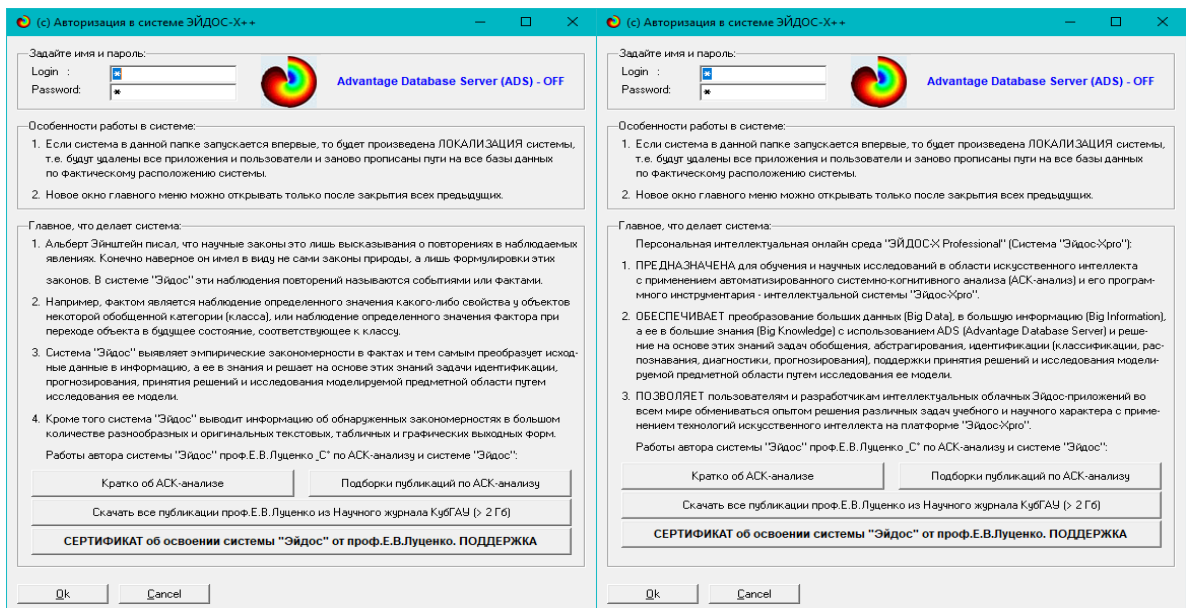 (c) Авторизация в системе ЭЙДОС-X++
Задайте имя и пароль:
Login :
*
Password:
*
Advantage Database Server (ADS) - OFF
Особенности работы в системе:
1. Если система в данной папке запускается впервые, то будет произведена ЛОКАЛИЗАЦИЯ системы,
т.е. будут удалены все приложения и пользователи и заново прописаны пути на все базы данных
по фактическому расположению системы.
2. Новое окно главного меню можно открывать только после закрытия всех предыдущих.
Главное, что делает система:
1. Альберт Эйнштейн писал, что научные законы это лишь высказывания о повторениях в наблюдаемых
явлениях. Конечно наверное он имел в виду не сами законы природы, а лишь формулировки этих
законов. В системе "Эйдос" эти наблюдения повторений называются событиями или фактами.
2. Например, фактом является наблюдение определенного значения какого-либо свойства у объектов
некоторой обобщенной категории (класса), или наблюдение определенного значения фактора при
переходе объекта в будущее состояние, соответствующее к классу.
3. Система "Эйдос" выявляет эмпирические закономерности в фактах и тем самым преобразует исход-
ные данные в информацию, а ее в знания и решает на основе этих знаний задачи идентификации,
прогнозирования, принятия решений и исследования моделируемой предметной области путем
исследования ее модели.
4. Кроме того система "Эйдос" выводит информацию об обнаруженных закономерностях в большом
количестве разнообразных и оригинальных текстовых, табличных и графических выходных форм.
Работы автора системы "Эйдос" проф.Е.В.Луценко _С° по АСК-анализу и системе "Эйдос":
Кратко об АСК-анализе
Подборки публикаций по АСК-анализу
Скачать все публикации проф.Е.В.Луценко из Научного журнала КубГАУ (> 2 Гб)
СЕРТИФИКАТ об освоении системы "Эйдос" от проф.Е.В.Луценко. ПОДДЕРЖКА
Ok
Cancel
(c) Авторизация в системе ЭЙДОС-X++
Задайте имя и пароль:
Login :
*
Password:
*
Advantage Database Server (ADS) - OFF
Особенности работы в системе:
1. Если система в данной папке запускается впервые, то будет произведена ЛОКАЛИЗАЦИЯ системы,
т.е. будут удалены все приложения и пользователи и заново прописаны пути на все базы данных
по фактическому расположению системы.
2. Новое окно главного меню можно открывать только после закрытия всех предыдущих.
Главное, что делает система:
Персональная интеллектуальная онлайн среда "ЭЙДОС-X Professional" (Система "Эйдос-Xpro"):
1. ПРЕДНАЗНАЧЕНА для обучения и научных исследований в области искусственного интеллекта
с применением автоматизированного системно-когнитивного анализа (АСК-анализ) и его програм-
много инструментария - интеллектуальной системы "Эйдос-Xpro".
2. ОБЕСПЕЧИВАЕТ преобразование больших данных (Big Data), в большую информацию (Big Information),
а ее в большие знания (Big Knowledge) с использованием ADS (Advantage Database Server) и реше-
ние на основе этих знаний задач обобщения, абстрагирования, идентификации (классификации, рас-
познавания, диагностики, прогнозирования), поддержки принятия решений и исследования модели-
руемой предметной области путем исследования ее модели.
3. ПОЗВОЛЯЕТ пользователям и разработчикам интеллектуальных облачных Эйдос-приложений во
всем мире обмениваться опытом решения различных задач учебного и научного характера с приме-
нением технологий искусственного интеллекта на платформе "Эйдос-Xpro".
Работы автора системы "Эйдос" проф.Е.В.Луценко _С° по АСК-анализу и системе "Эйдос":
Кратко об АСК-анализе
Подборки публикаций по АСК-анализу
Скачать все публикации проф.Е.В.Луценко из Научного журнала КубГАУ (> 2 Гб)
СЕРТИФИКАТ об освоении системы "Эйдос" от проф.Е.В.Луценко. ПОДДЕРЖКА
Ok
Cancel